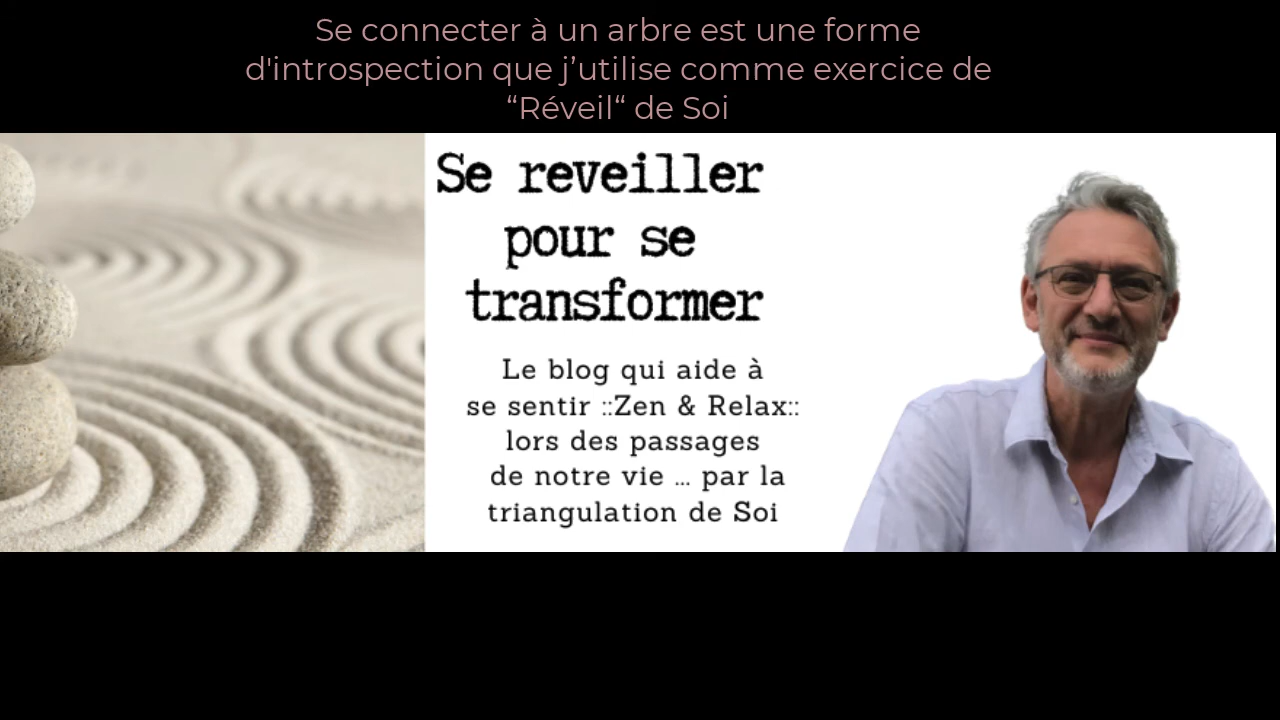 Se connecter à un arbre est une forme
d'introspection que j’utilise comme exercice de
“Réveil“ de Soi
Se reveiller
pour se
transformer
Le blog qui aide à
se sentir ::Zen & Relax::
lors des passages
de notre vie ... par la
triangulation de Soi